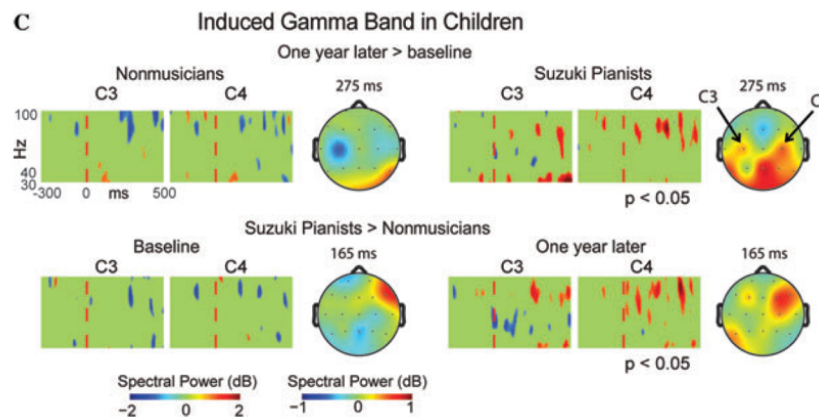 C
Induced Gamma Band in Children
One year later > baseline
Nonmusicians
C3 C4
275 ms
Suzuki Pianists
C3 C4
275 ms
C3
C
100
Hz
40
30
-300 0 ms 500
p < 0.05
Suzuki Pianists > Nonmusicians
Baseline
C3 C4
165 ms
One year later
C3 C4
165 ms
p < 0.05
Spectral Power (dB)
−2 0 2
Spectral Power (dB)
−1 0 1